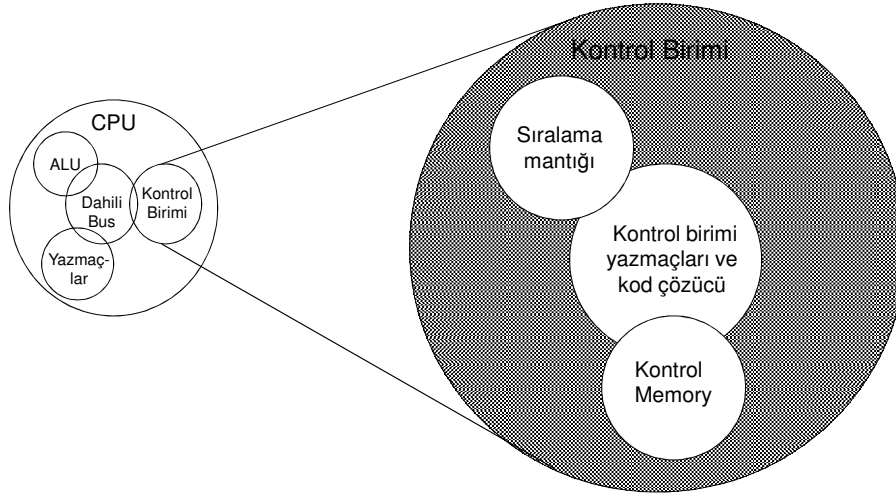 CPU
ALU
Dahili
Bus
Kontrol
Birimi
Yazmaç-
lar
Kontrol Birimi
Sıralama
mantığı
Kontrol birimi
yazmaçları ve
kod çözücü
Kontrol
Memory